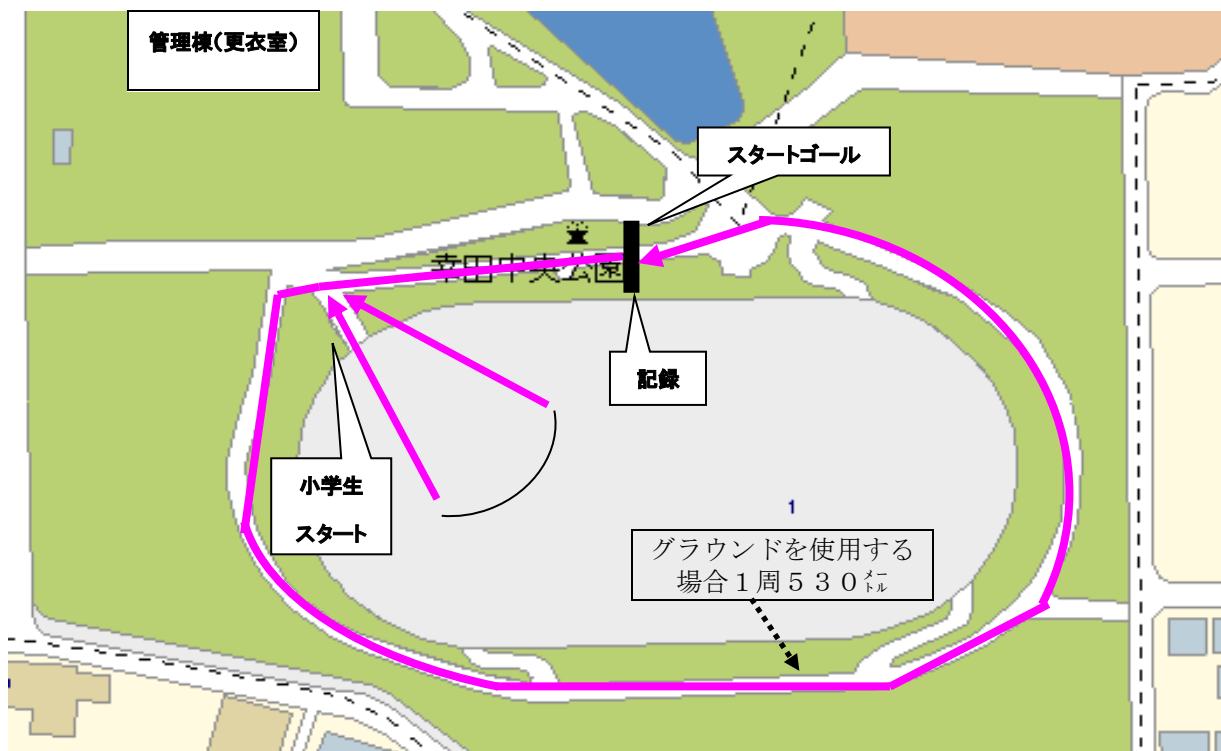 管理棟(更衣室)
スタートゴール
幸田中央公園
記録
小学生
スタート
1
グラウンドを使用する
場合1周530㍍